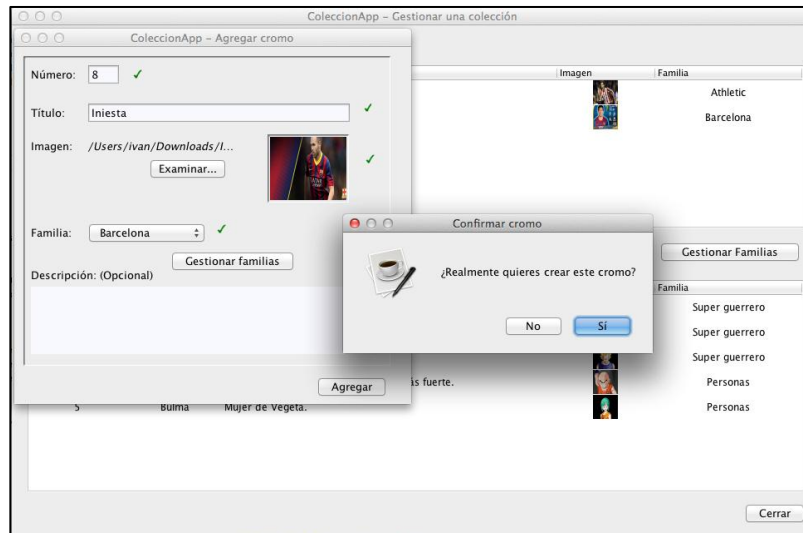 ColeccionApp – Gestionar una colección
ColeccionApp – Agregar cromo
Número: 8 ✓
Título: Iniesta ✓
Imagen: /Users/ivan/Downloads/I... ✓
Examinar...
Familia: Barcelona ✓
Gestionar familias
Descripción: (Opcional)
Agregar
Imagen Familia
Athletic
Barcelona
Confirmar cromo
¿Realmente quieres crear este cromo?
No Sí
Gestionar Familias
Familia
Super guerrero
Super guerrero
Super guerrero
ás fuerte. Personas
5 Bulma Mujer de Vegeta. Personas
Cerrar